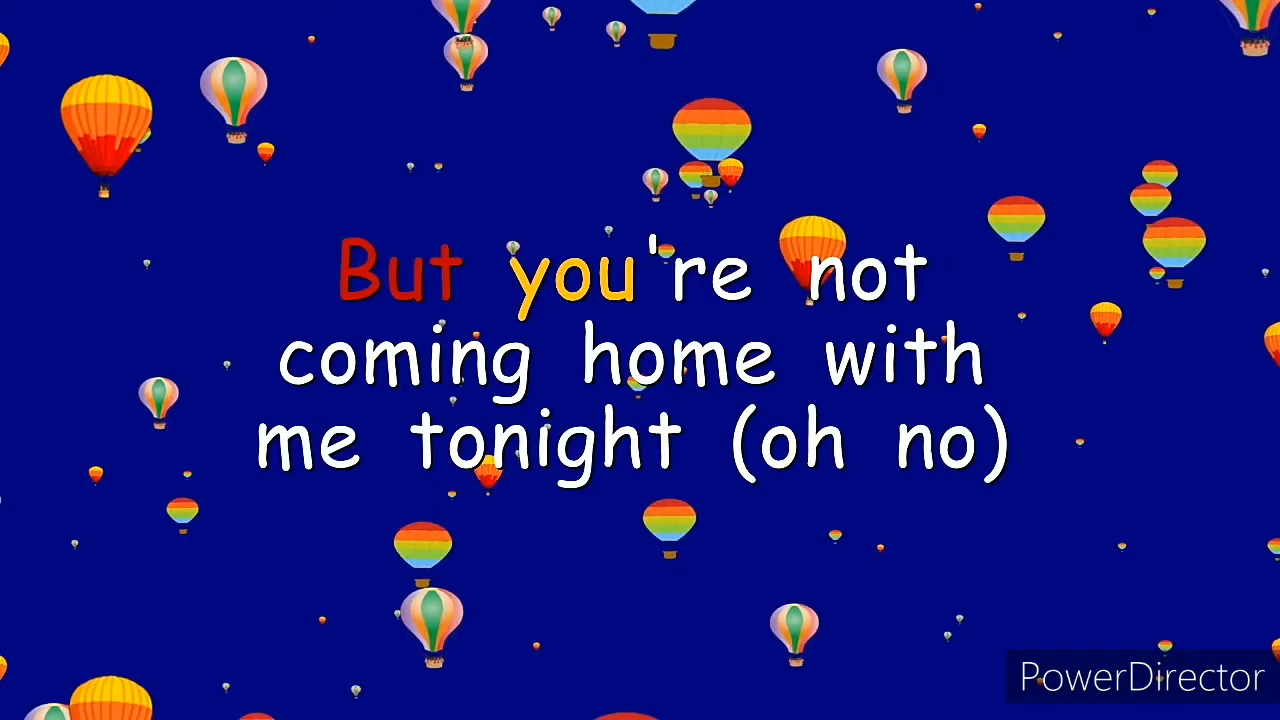 But you're not
coming home with
me tonight (oh no)
PowerDirector